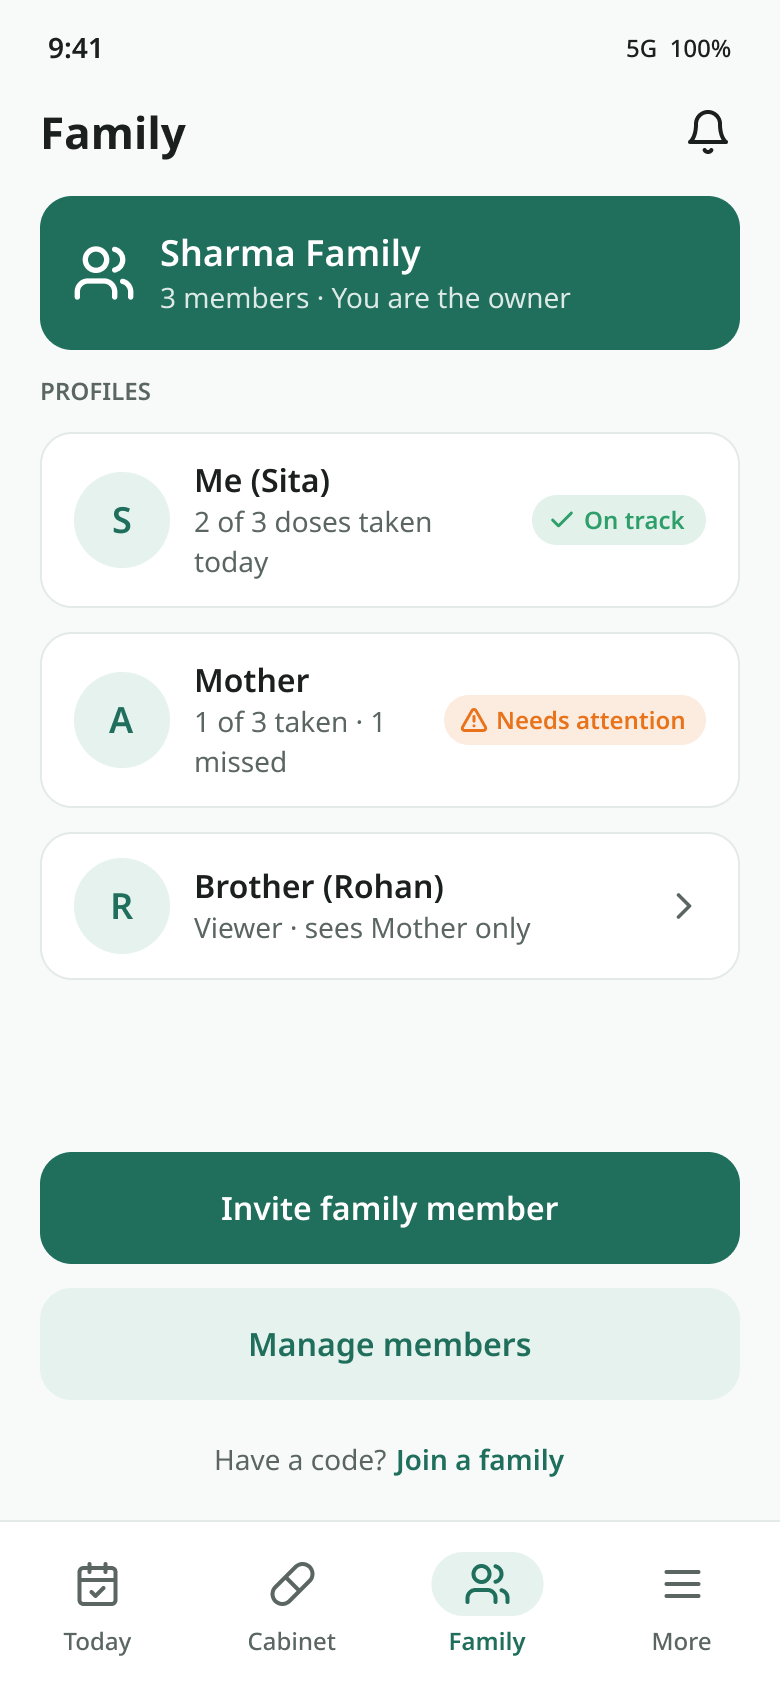 9:41
5G 100%
Family
Sharma Family
3 members · You are the owner
PROFILES
S
Me (Sita)
2 of 3 doses taken
today
On track
A
Mother
1 of 3 taken · 1
missed
Needs attention
R
Brother (Rohan)
Viewer · sees Mother only
Invite family member
Manage members
Have a code? Join a family
Today
Cabinet
Family
More